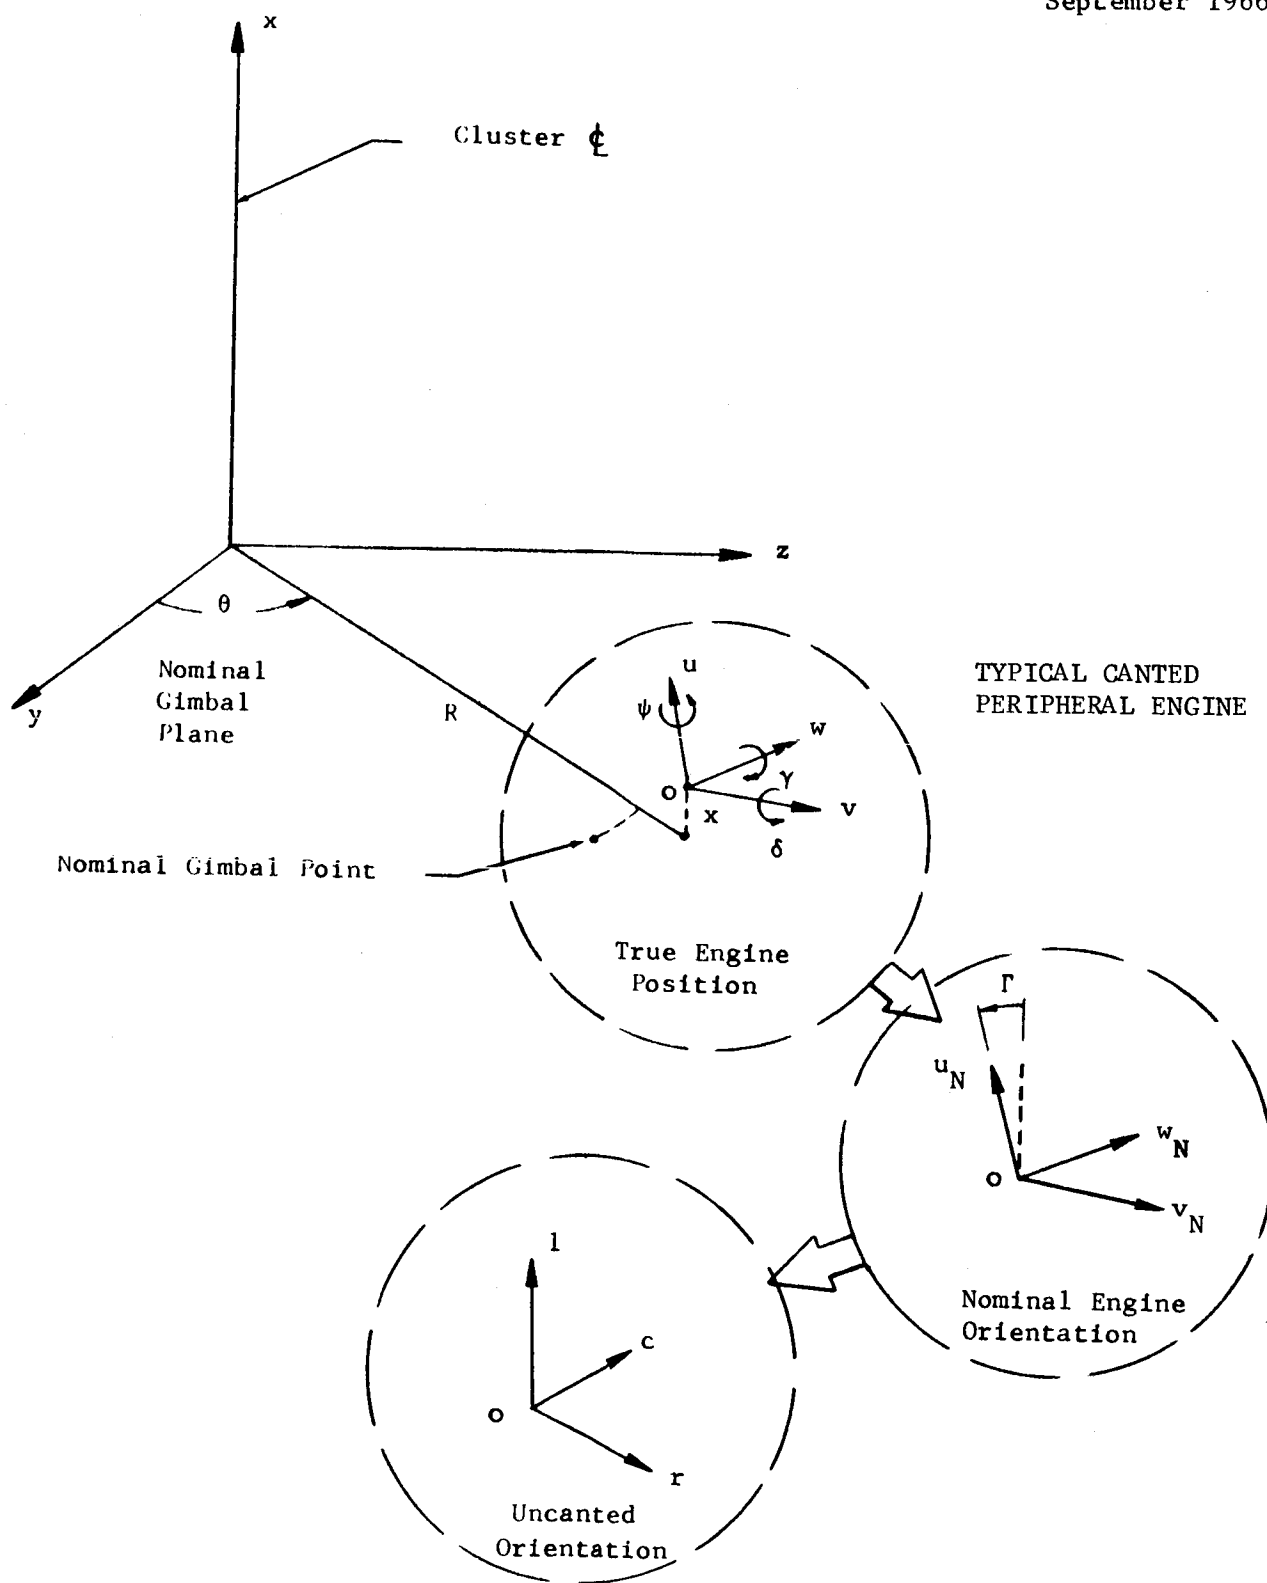 September 1966
x
Cluster ℄
z
θ
Nominal
Gimbal
Plane
y
R
TYPICAL CANTED
PERIPHERAL ENGINE
u
ψ
w
γ
o
x
v
δ
Nominal Gimbal Point
True Engine
Position
Γ
u_N
w_N
o
v_N
Nominal Engine
Orientation
l
c
o
r
Uncanted
Orientation